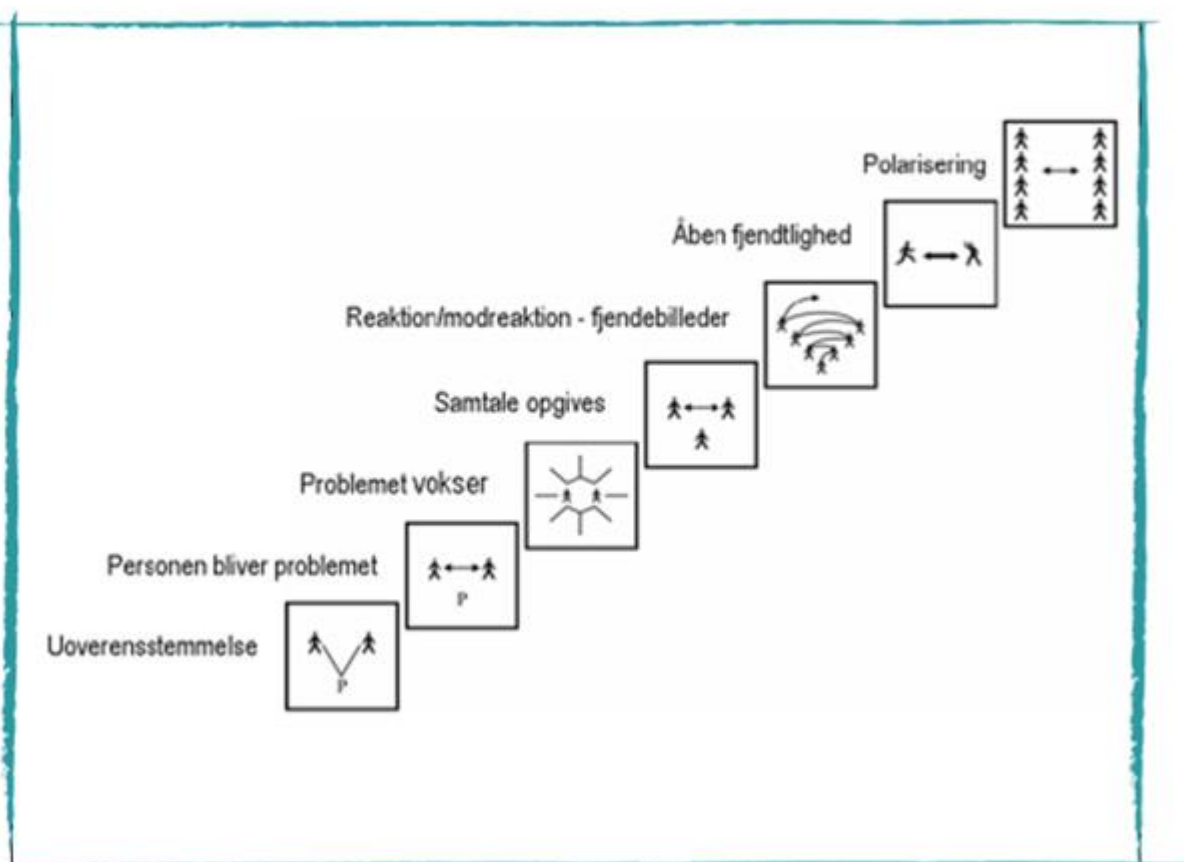 Polarisering
Åben fjendtlighed
Reaktion/modreaktion - fjendebilleder
Samtale opgives
Problemet vokser
Personen bliver problemet
P
Uoverensstemmelse
P